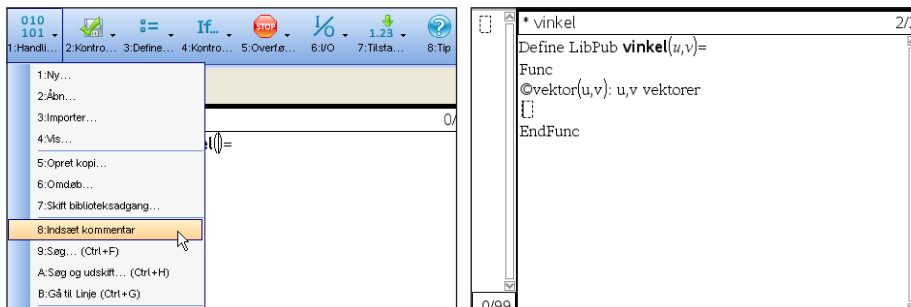 010
101
If...
STOP
I/O
1.23
?
1:Handli... 2:Kontro... 3:Define... 4:Kontro... 5:Overfø... 6:I/O 7:Tilsta... 8:Tip
1:Ny...
2:Åbn...
3:Importer...
4:Vis...
5:Opret kopi...
6:Omdøb...
7:Skift biblioteksadgang...
8:Indsæt kommentar
9:Søg... (Ctrl+F)
A:Søg og udskift... (Ctrl+H)
B:Gå til Linje (Ctrl+G)
0/
()=
* vinkel 2/
Define LibPub vinkel(u,v)=
Func
©vektor(u,v): u,v vektorer
EndFunc
0/99